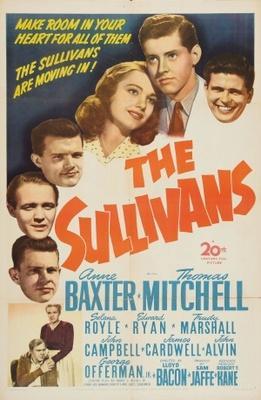 MAKE ROOM IN YOUR
HEART FOR ALL OF THEM
THE SULLIVANS
ARE MOVING IN!
THE
SULLIVANS
A
20th
CENTURY-FOX
PICTURE
Anne Thomas
BAXTER · MITCHELL
Selena Edward Trudy
ROYLE · RYAN · MARSHALL
John James John
CAMPBELL · CARDWELL · ALVIN
George
OFFERMAN, JR.
DIRECTED BY
LLOYD
BACON
PRODUCED BY
SAM
JAFFE
ROBERT T.
KANE